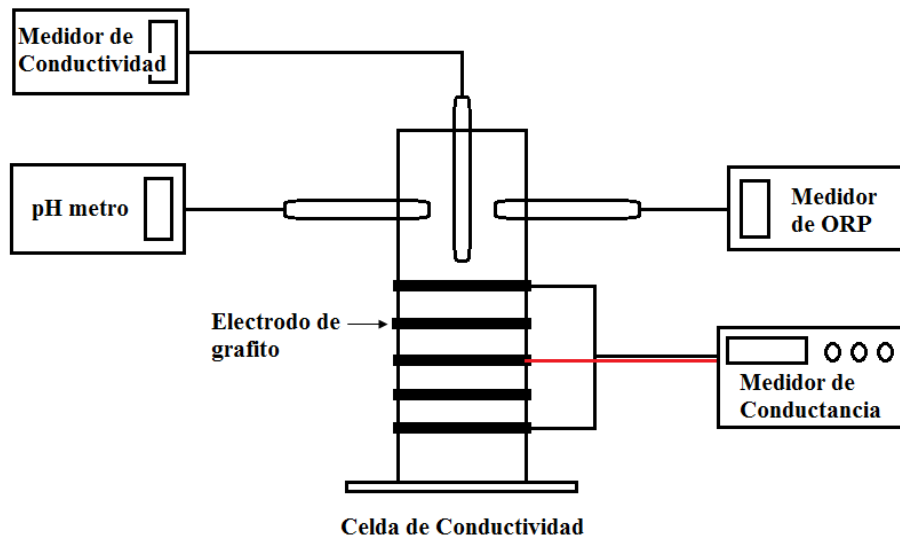 Medidor de
Conductividad
pH metro
Medidor
de ORP
Electrodo de
grafito
Medidor de
Conductancia
Celda de Conductividad